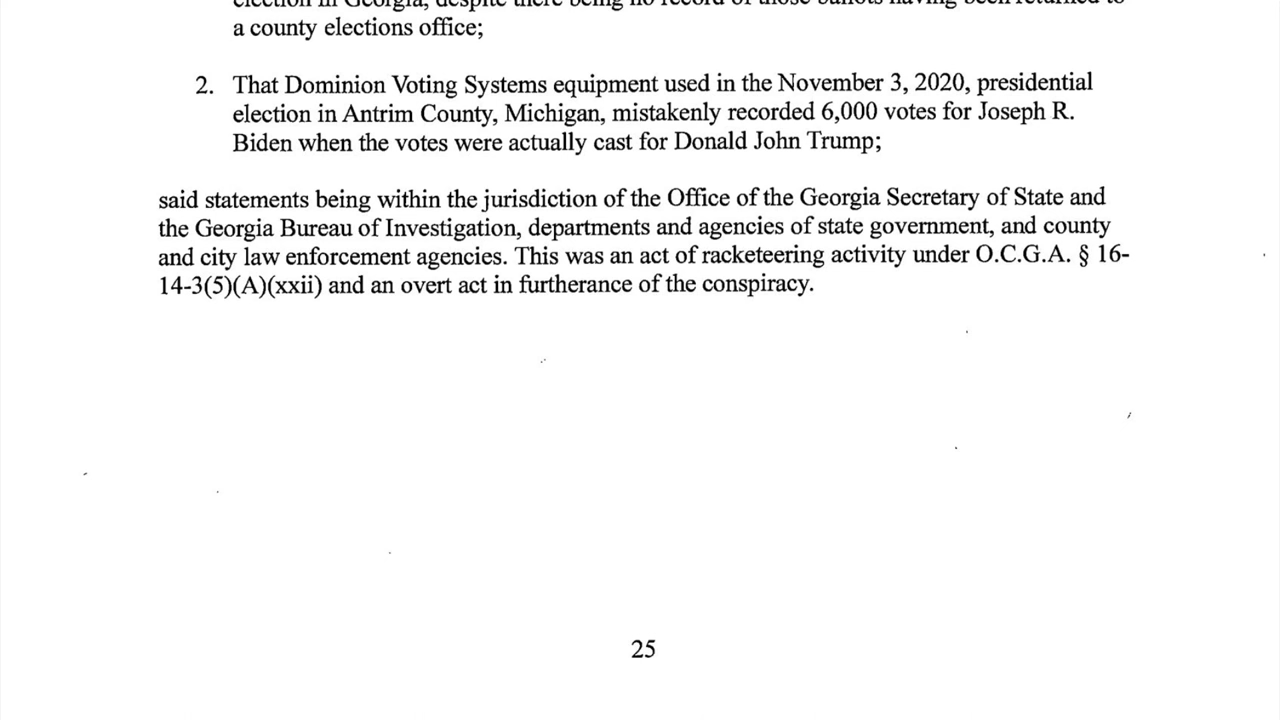 election in Georgia, despite there being no record of those ballots having been returned to
a county elections office;
2. That Dominion Voting Systems equipment used in the November 3, 2020, presidential
election in Antrim County, Michigan, mistakenly recorded 6,000 votes for Joseph R.
Biden when the votes were actually cast for Donald John Trump;
said statements being within the jurisdiction of the Office of the Georgia Secretary of State and
the Georgia Bureau of Investigation, departments and agencies of state government, and county
and city law enforcement agencies. This was an act of racketeering activity under O.C.G.A. § 16-
14-3(5)(A)(xxii) and an overt act in furtherance of the conspiracy.
25